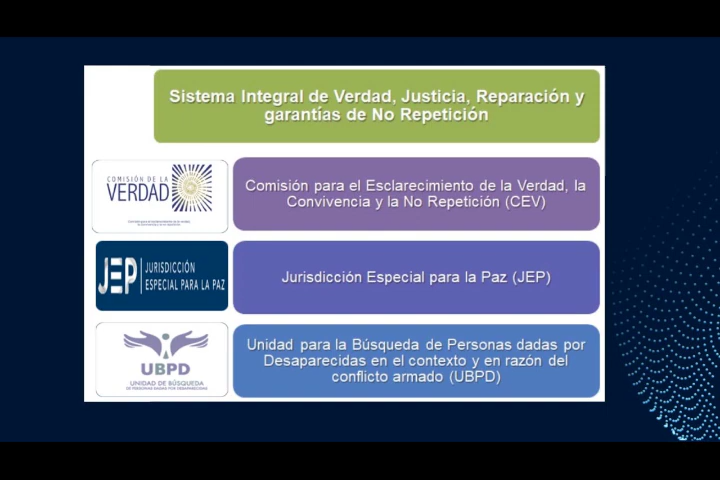 Sistema Integral de Verdad, Justicia, Reparación y
garantías de No Repetición
COMISIÓN DE LA
VERDAD
Comisión para el Esclarecimiento de la Verdad, la
Convivencia y la No Repetición (CEV)
JEP
JURISDICCIÓN
ESPECIAL PARA LA PAZ
Jurisdicción Especial para la Paz (JEP)
UBPD
UNIDAD DE BÚSQUEDA
DE PERSONAS DADAS POR DESAPARECIDAS
Unidad para la Búsqueda de Personas dadas por
Desaparecidas en el contexto y en razón del
conflicto armado (UBPD)